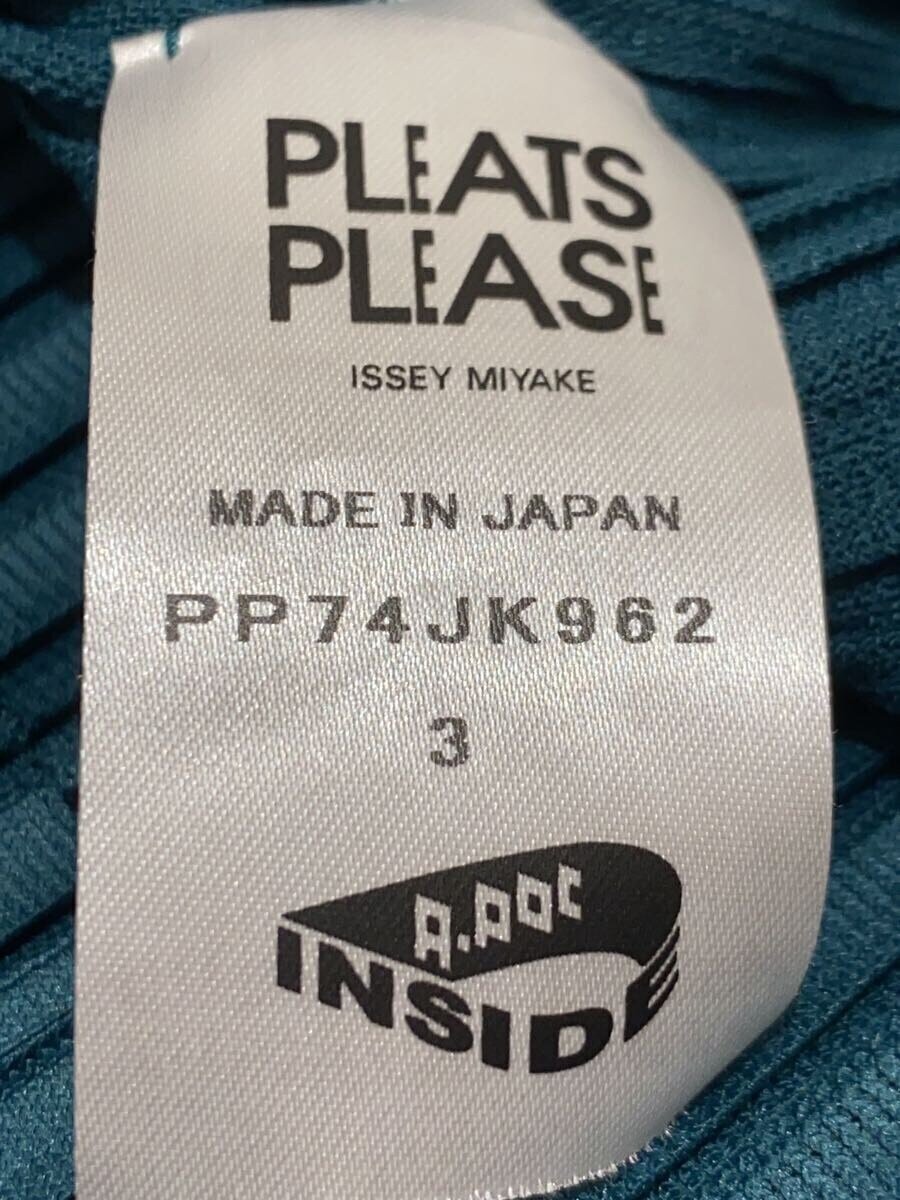 PLEATS
PLEASE
ISSEY MIYAKE
MADE IN JAPAN
PP74JK962
3
A-POC
INSIDE